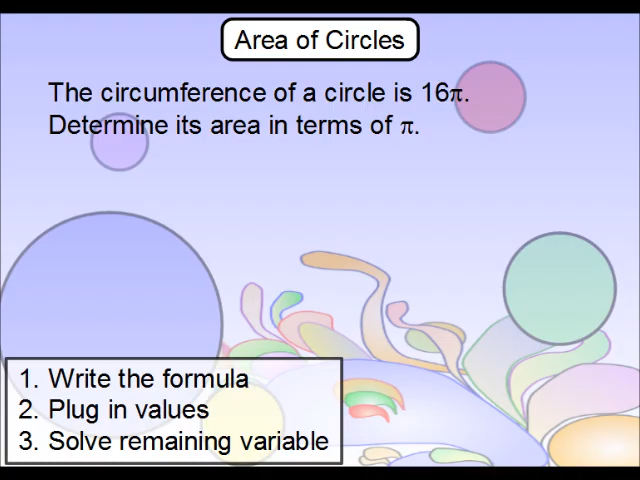 Area of Circles
The circumference of a circle is 16π.
Determine its area in terms of π.
1. Write the formula
2. Plug in values
3. Solve remaining variable